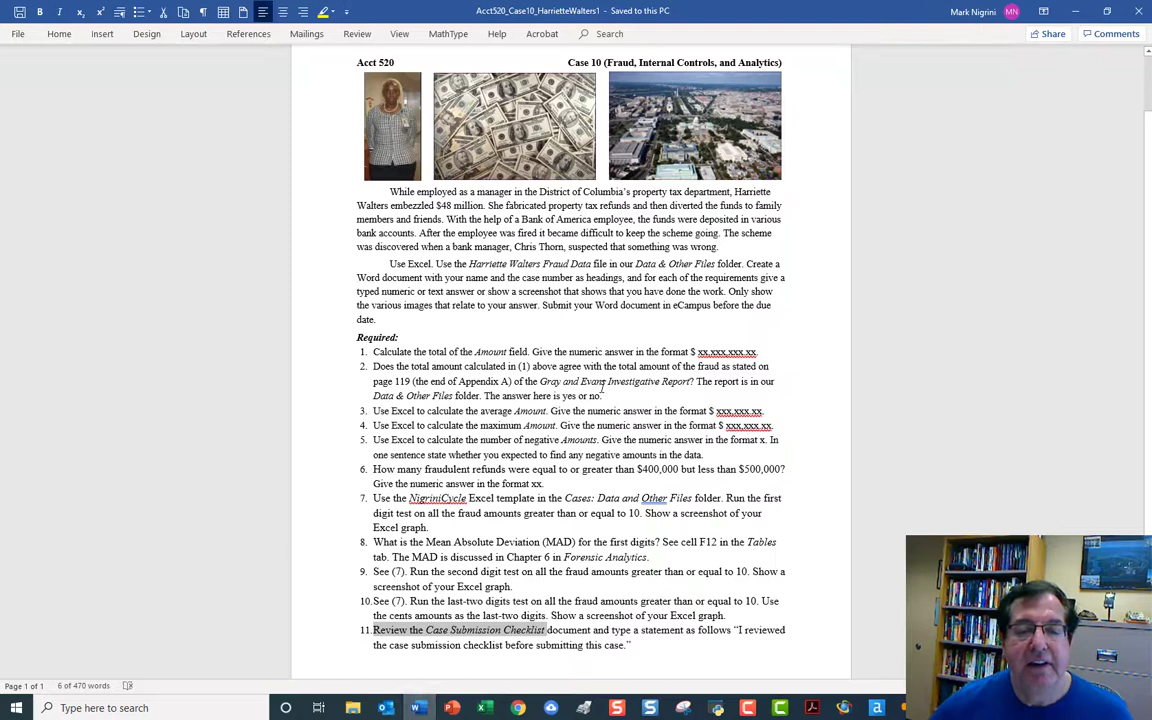 Acct520_Case10_HarrietteWalters1 - Saved to this PC
Mark Nigrini MN
File Home Insert Design Layout References Mailings Review View MathType Help Acrobat Search Share Comments
Acct 520 Case 10 (Fraud, Internal Controls, and Analytics)
While employed as a manager in the District of Columbia's property tax department, Harriette
Walters embezzled $48 million. She fabricated property tax refunds and then diverted the funds to family
members and friends. With the help of a Bank of America employee, the funds were deposited in various
bank accounts. After the employee was fired it became difficult to keep the scheme going. The scheme
was discovered when a bank manager, Chris Thorn, suspected that something was wrong.
Use Excel. Use the Harriette Walters Fraud Data file in our Data & Other Files folder. Create a
Word document with your name and the case number as headings, and for each of the requirements give a
typed numeric or text answer or show a screenshot that shows that you have done the work. Only show
the various images that relate to your answer. Submit your Word document in eCampus before the due
date.
Required:
1. Calculate the total of the Amount field. Give the numeric answer in the format $ xx,xxx,xxx.xx.
2. Does the total amount calculated in (1) above agree with the total amount of the fraud as stated on
page 119 (the end of Appendix A) of the Gray and Evans Investigative Report? The report is in our
Data & Other Files folder. The answer here is yes or no.
3. Use Excel to calculate the average Amount. Give the numeric answer in the format $ xxx,xxx.xx.
4. Use Excel to calculate the maximum Amount. Give the numeric answer in the format $ xxx,xxx.xx.
5. Use Excel to calculate the number of negative Amounts. Give the numeric answer in the format x. In
one sentence state whether you expected to find any negative amounts in the data.
6. How many fraudulent refunds were equal to or greater than $400,000 but less than $500,000?
Give the numeric answer in the format xx.
7. Use the NigriniCycle Excel template in the Cases: Data and Other Files folder. Run the first
digit test on all the fraud amounts greater than or equal to 10. Show a screenshot of your
Excel graph.
8. What is the Mean Absolute Deviation (MAD) for the first digits? See cell F12 in the Tables
tab. The MAD is discussed in Chapter 6 in Forensic Analytics.
9. See (7). Run the second digit test on all the fraud amounts greater than or equal to 10. Show a
screenshot of your Excel graph.
10. See (7). Run the last-two digits test on all the fraud amounts greater than or equal to 10. Use
the cents amounts as the last-two digits. Show a screenshot of your Excel graph.
11. Review the Case Submission Checklist document and type a statement as follows “I reviewed
the case submission checklist before submitting this case.”
Page 1 of 1 6 of 470 words
Type here to search